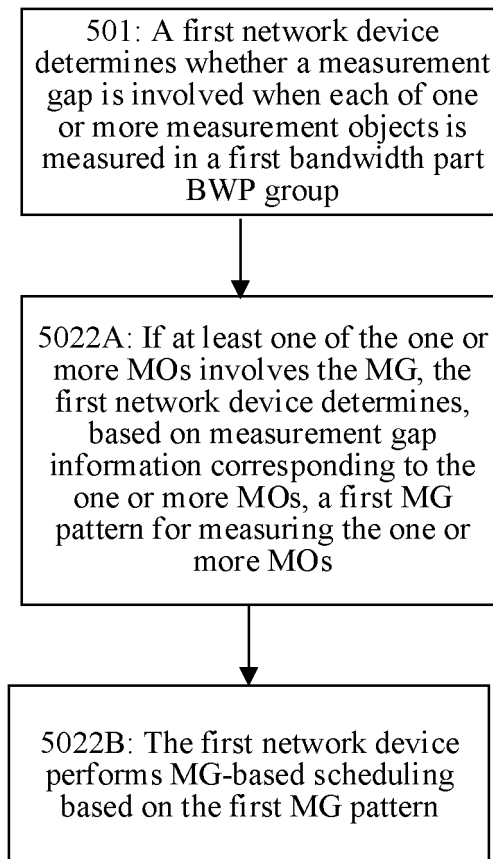 501: A first network device
determines whether a measurement
gap is involved when each of one
or more measurement objects is
measured in a first bandwidth part
BWP group
5022A: If at least one of the one or
more MOs involves the MG, the
first network device determines,
based on measurement gap
information corresponding to the
one or more MOs, a first MG
pattern for measuring the one or
more MOs
5022B: The first network device
performs MG-based scheduling
based on the first MG pattern